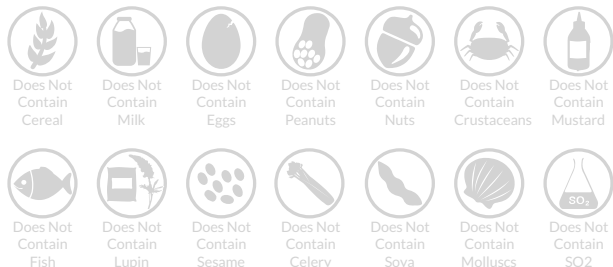 Does Not Does Not Does Not Does Not Does Not Does Not Does Not
Contain Contain Contain Contain Contain Contain Contain
Cereal Milk Eggs Peanuts Nuts Crustaceans Mustard
SO₂
Does Not Does Not Does Not Does Not Does Not Does Not Does Not
Contain Contain Contain Contain Contain Contain Contain
Fish Lupin Sesame Celery Soya Molluscs SO2